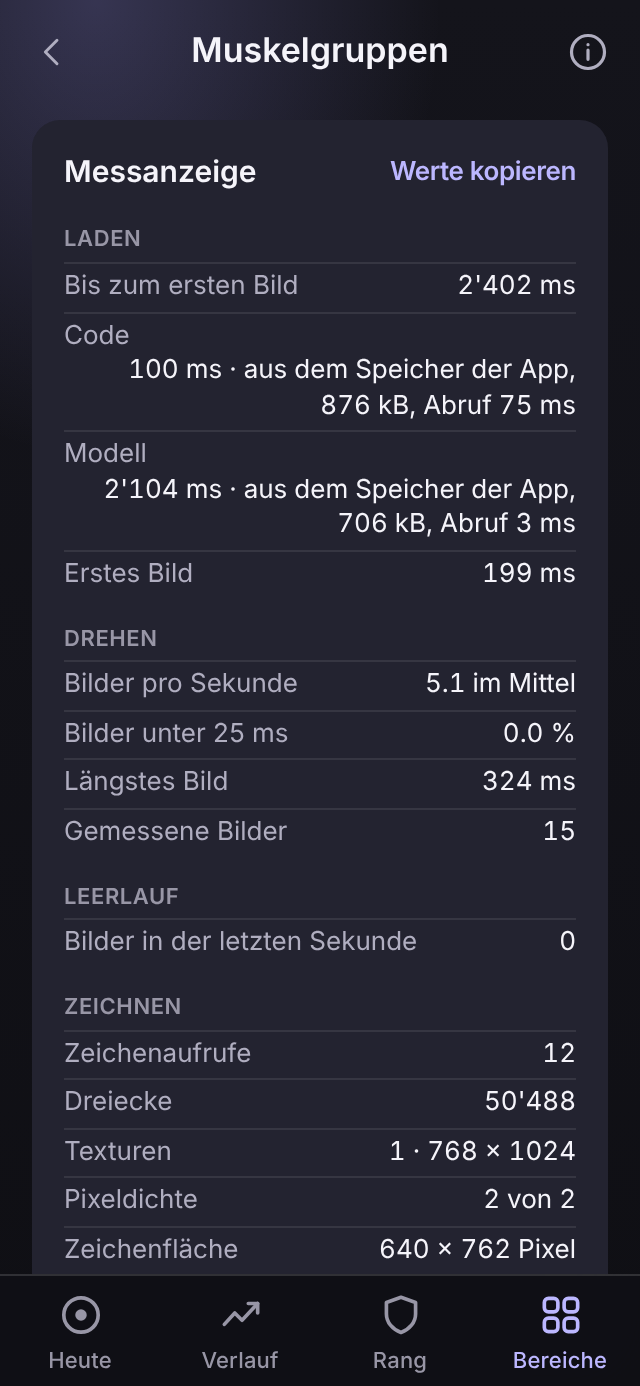 Muskelgruppen
Messanzeige
Werte kopieren
LADEN
Bis zum ersten Bild 2'402 ms
Code
100 ms · aus dem Speicher der App,
876 kB, Abruf 75 ms
Modell
2'104 ms · aus dem Speicher der App,
706 kB, Abruf 3 ms
Erstes Bild 199 ms
DREHEN
Bilder pro Sekunde 5.1 im Mittel
Bilder unter 25 ms 0.0 %
Längstes Bild 324 ms
Gemessene Bilder 15
LEERLAUF
Bilder in der letzten Sekunde 0
ZEICHNEN
Zeichenaufrufe 12
Dreiecke 50'488
Texturen 1 · 768 × 1024
Pixeldichte 2 von 2
Zeichenfläche 640 × 762 Pixel
Heute Verlauf Rang Bereiche